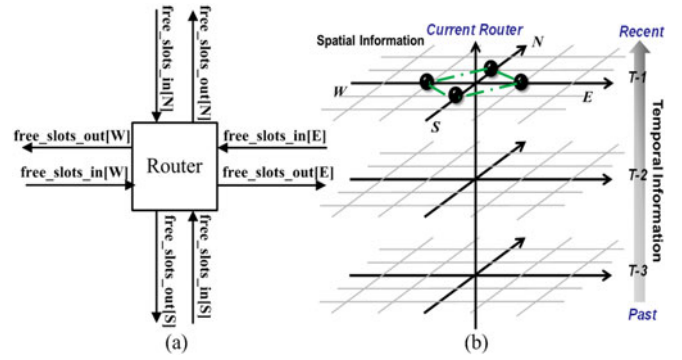 free_slots_in[N]
free_slots_out[N]
free_slots_out[W]
free_slots_in[E]
Router
free_slots_in[W]
free_slots_out[E]
free_slots_out[S]
free_slots_in[S]
(a)
Current Router
Recent
Spatial Information
N
T-1
W
E
S
T-2
Temporal Information
T-3
Past
(b)